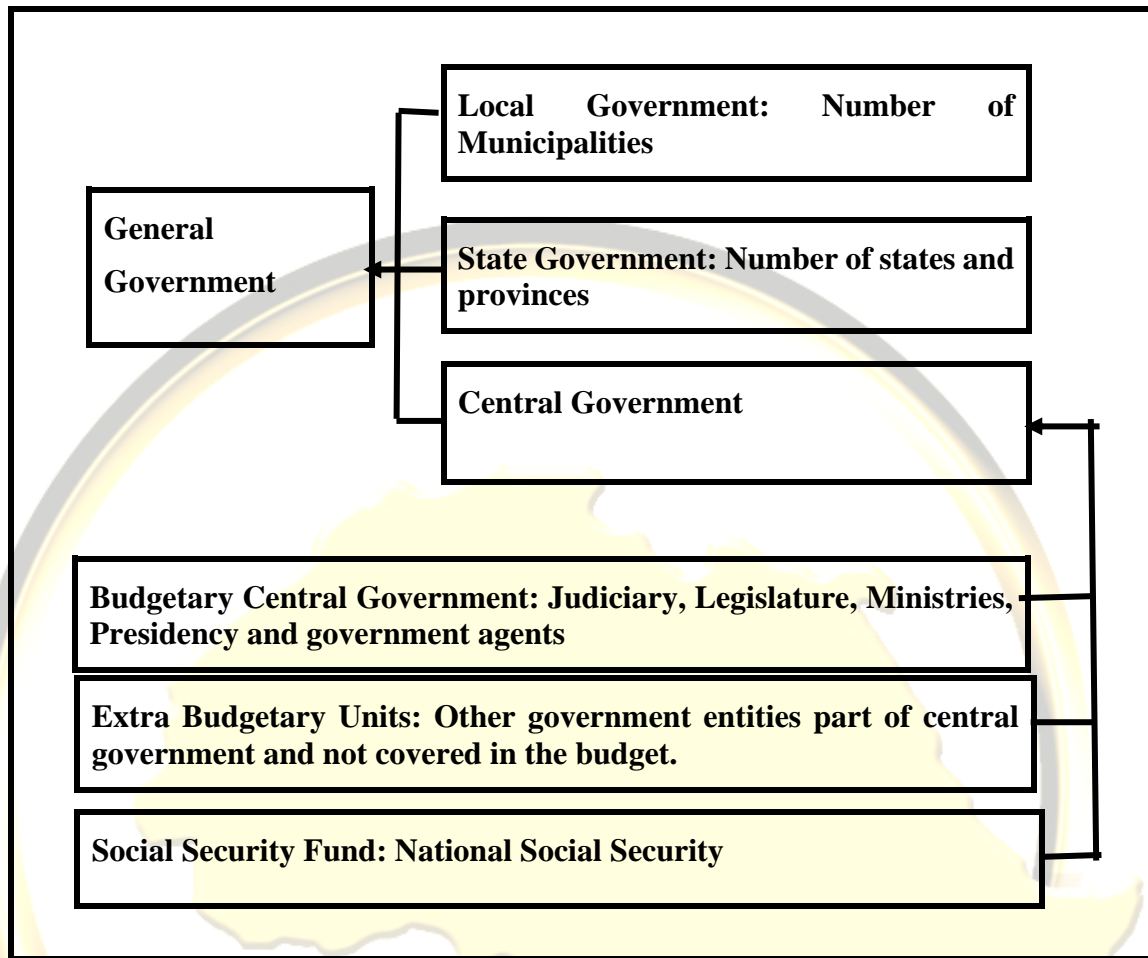 Local Government: Number of
Municipalities
General
Government
State Government: Number of states and
provinces
Central Government
Budgetary Central Government: Judiciary, Legislature, Ministries,
Presidency and government agents
Extra Budgetary Units: Other government entities part of central
government and not covered in the budget.
Social Security Fund: National Social Security